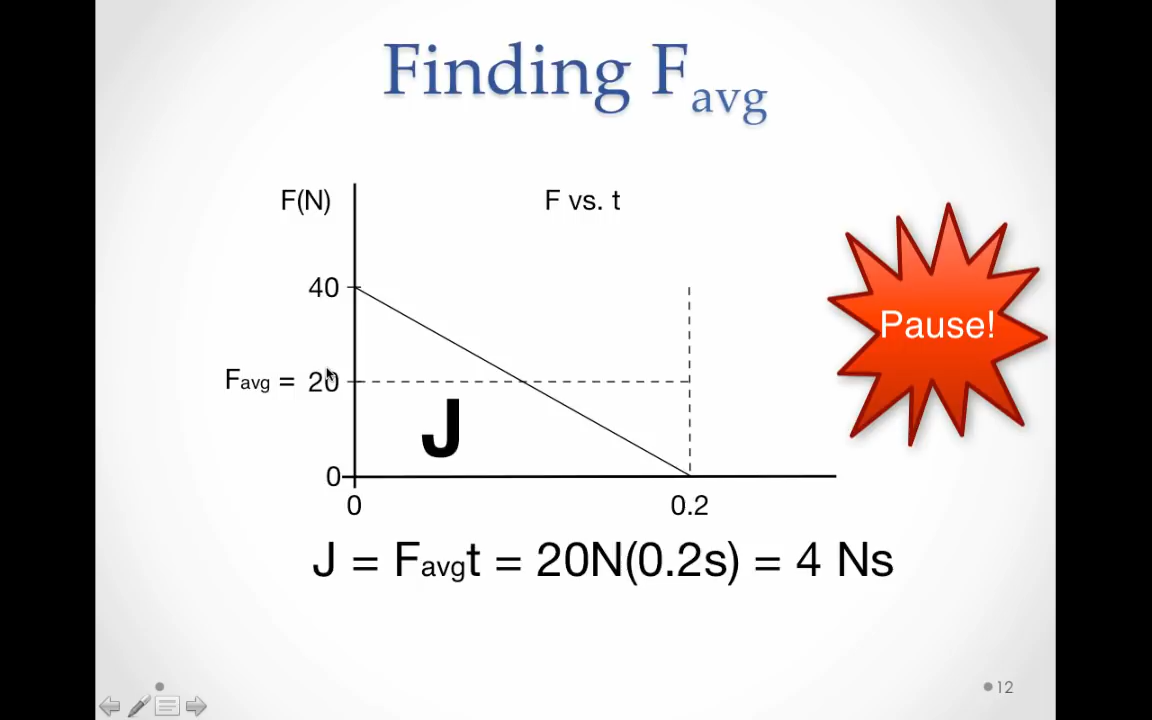 Finding Favg
F(N)
F vs. t
40
Pause!
Favg = 20
J
0
0
0.2
J = Favgt = 20N(0.2s) = 4 Ns
12